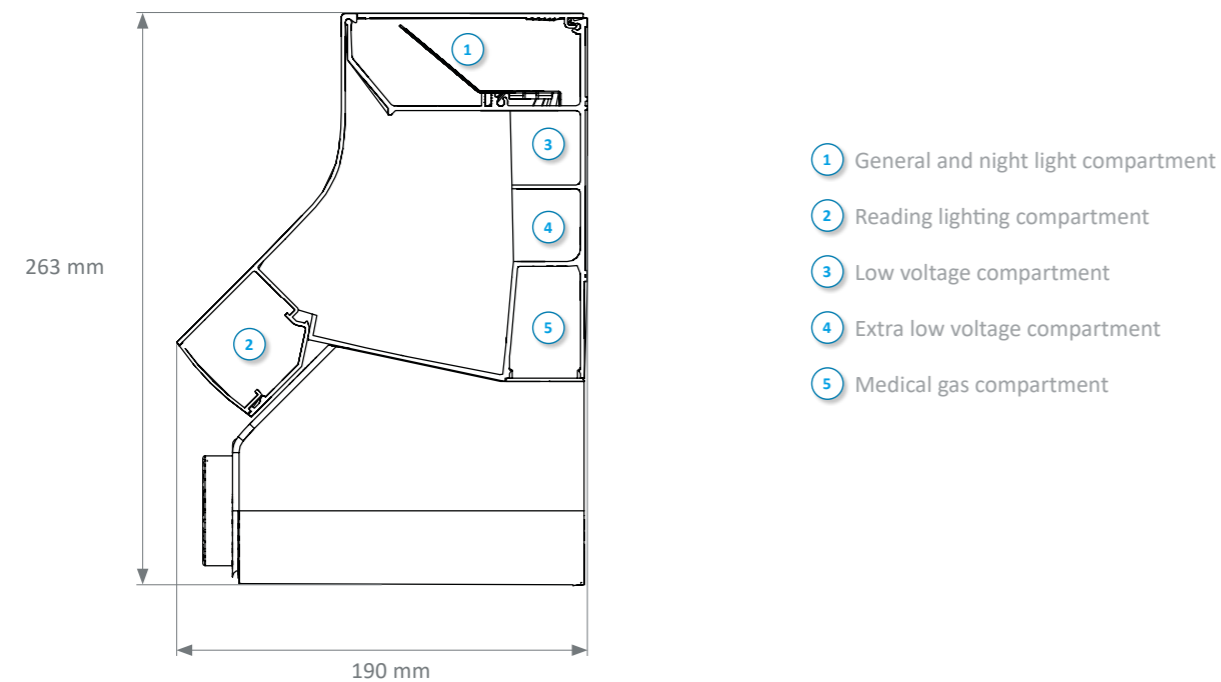 1
3
4
5
2
263 mm
190 mm
1 General and night light compartment
2 Reading lighting compartment
3 Low voltage compartment
4 Extra low voltage compartment
5 Medical gas compartment